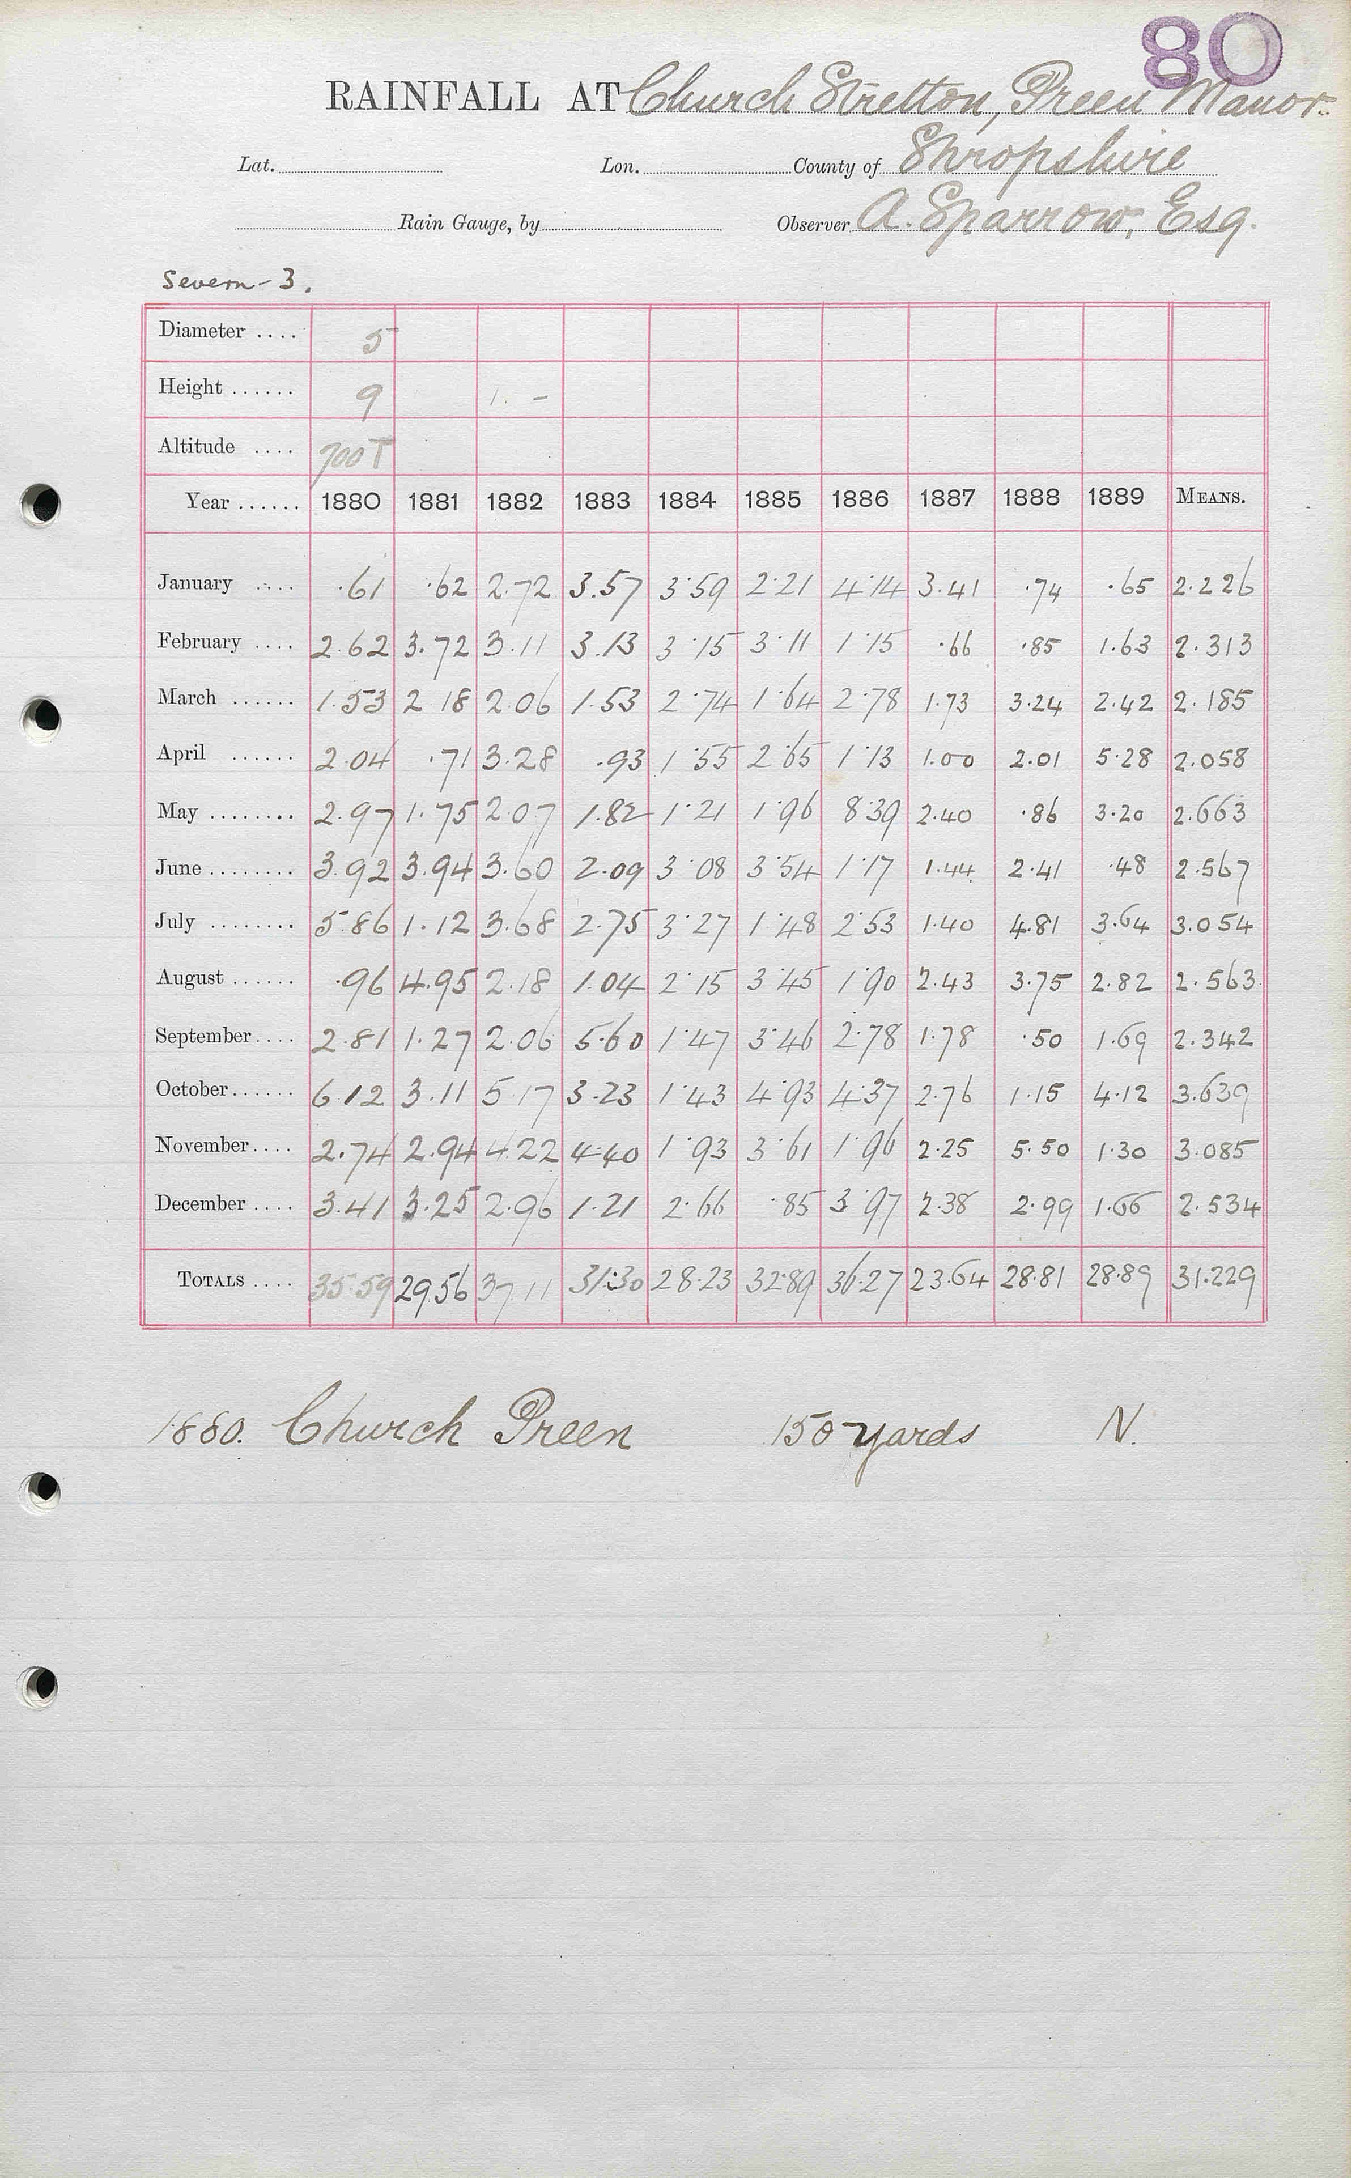 80
RAINFALL AT Church Stretton, Preen Manor.
Lat. Lon. County of Shropshire
Rain Gauge, by Observer A. Sparrow, Esq.
Severn - 3.
Diameter .... 5
Height ...... 9 1. -
Altitude .... 700 T
Year ...... 1880 1881 1882 1883 1884 1885 1886 1887 1888 1889 MEANS.
January .... .61 .62 2.72 3.57 3.59 2.21 4.14 3.41 .74 .65 2.226
February .... 2.62 3.72 3.11 3.13 3.15 3.11 1.15 .66 .85 1.63 2.313
March ...... 1.53 2 18 2.06 1.53 2.74 1.64 2.78 1.73 3.24 2.42 2.185
April ...... 2.04 .71 3.28 .93 1.55 2.65 1.13 1.00 2.01 5.28 2.058
May ........ 2.97 1.75 2.07 1.82 1.21 1.96 8.39 2.40 .86 3.20 2.663
June ........ 3.92 3.94 3.60 2.09 3.08 3.54 1.17 1.44 2.41 .48 2.567
July ........ 5.86 1.12 3.68 2.75 3.27 1.48 2.53 1.40 4.81 3.64 3.054
August ...... .96 4.95 2.18 1.04 2.15 3.45 1.90 2.43 3.75 2.82 2.563
September .... 2.81 1.27 2.06 5.60 1.47 3.46 2.78 1.78 .50 1.69 2.342
October ...... 6.12 3.11 5.17 3.23 1.43 4.93 4.37 2.76 1.15 4.12 3.639
November .... 2.74 2.94 4.22 4.40 1.93 3.61 1.96 2.25 5.50 1.30 3.085
December .... 3.41 3.25 2.96 1.21 2.66 .85 3.97 2.38 2.99 1.66 2.534
TOTALS .... 35.59 29.56 37.11 31.30 28.23 32.89 36.27 23.64 28.81 28.89 31.229
1880. Church Preen 150 yards N.